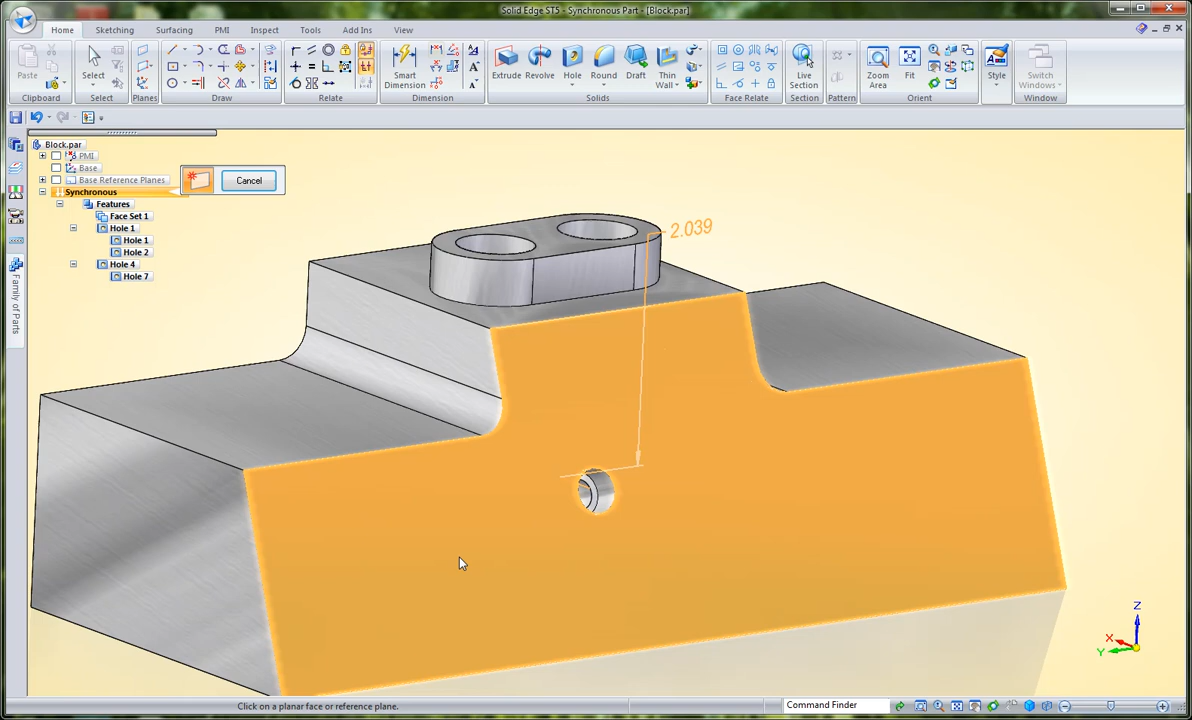 Solid Edge ST5 - Synchronous Part - [Block.par]
Home Sketching Surfacing PMI Inspect Tools Add Ins View
Paste Select Smart Dimension Extrude Revolve Hole Round Draft Thin Wall Live Section Zoom Area Fit Style Switch Windows
Clipboard Select Planes Draw Relate Dimension Solids Face Relate Section Pattern Orient Window
Block.par
PMI
Base
Base Reference Planes
Synchronous
Features
Face Set 1
Hole 1
Hole 1
Hole 2
Hole 4
Hole 7
Cancel
Family of Parts
2.039
Z
X
Y
Click on a planar face or reference plane.
Command Finder